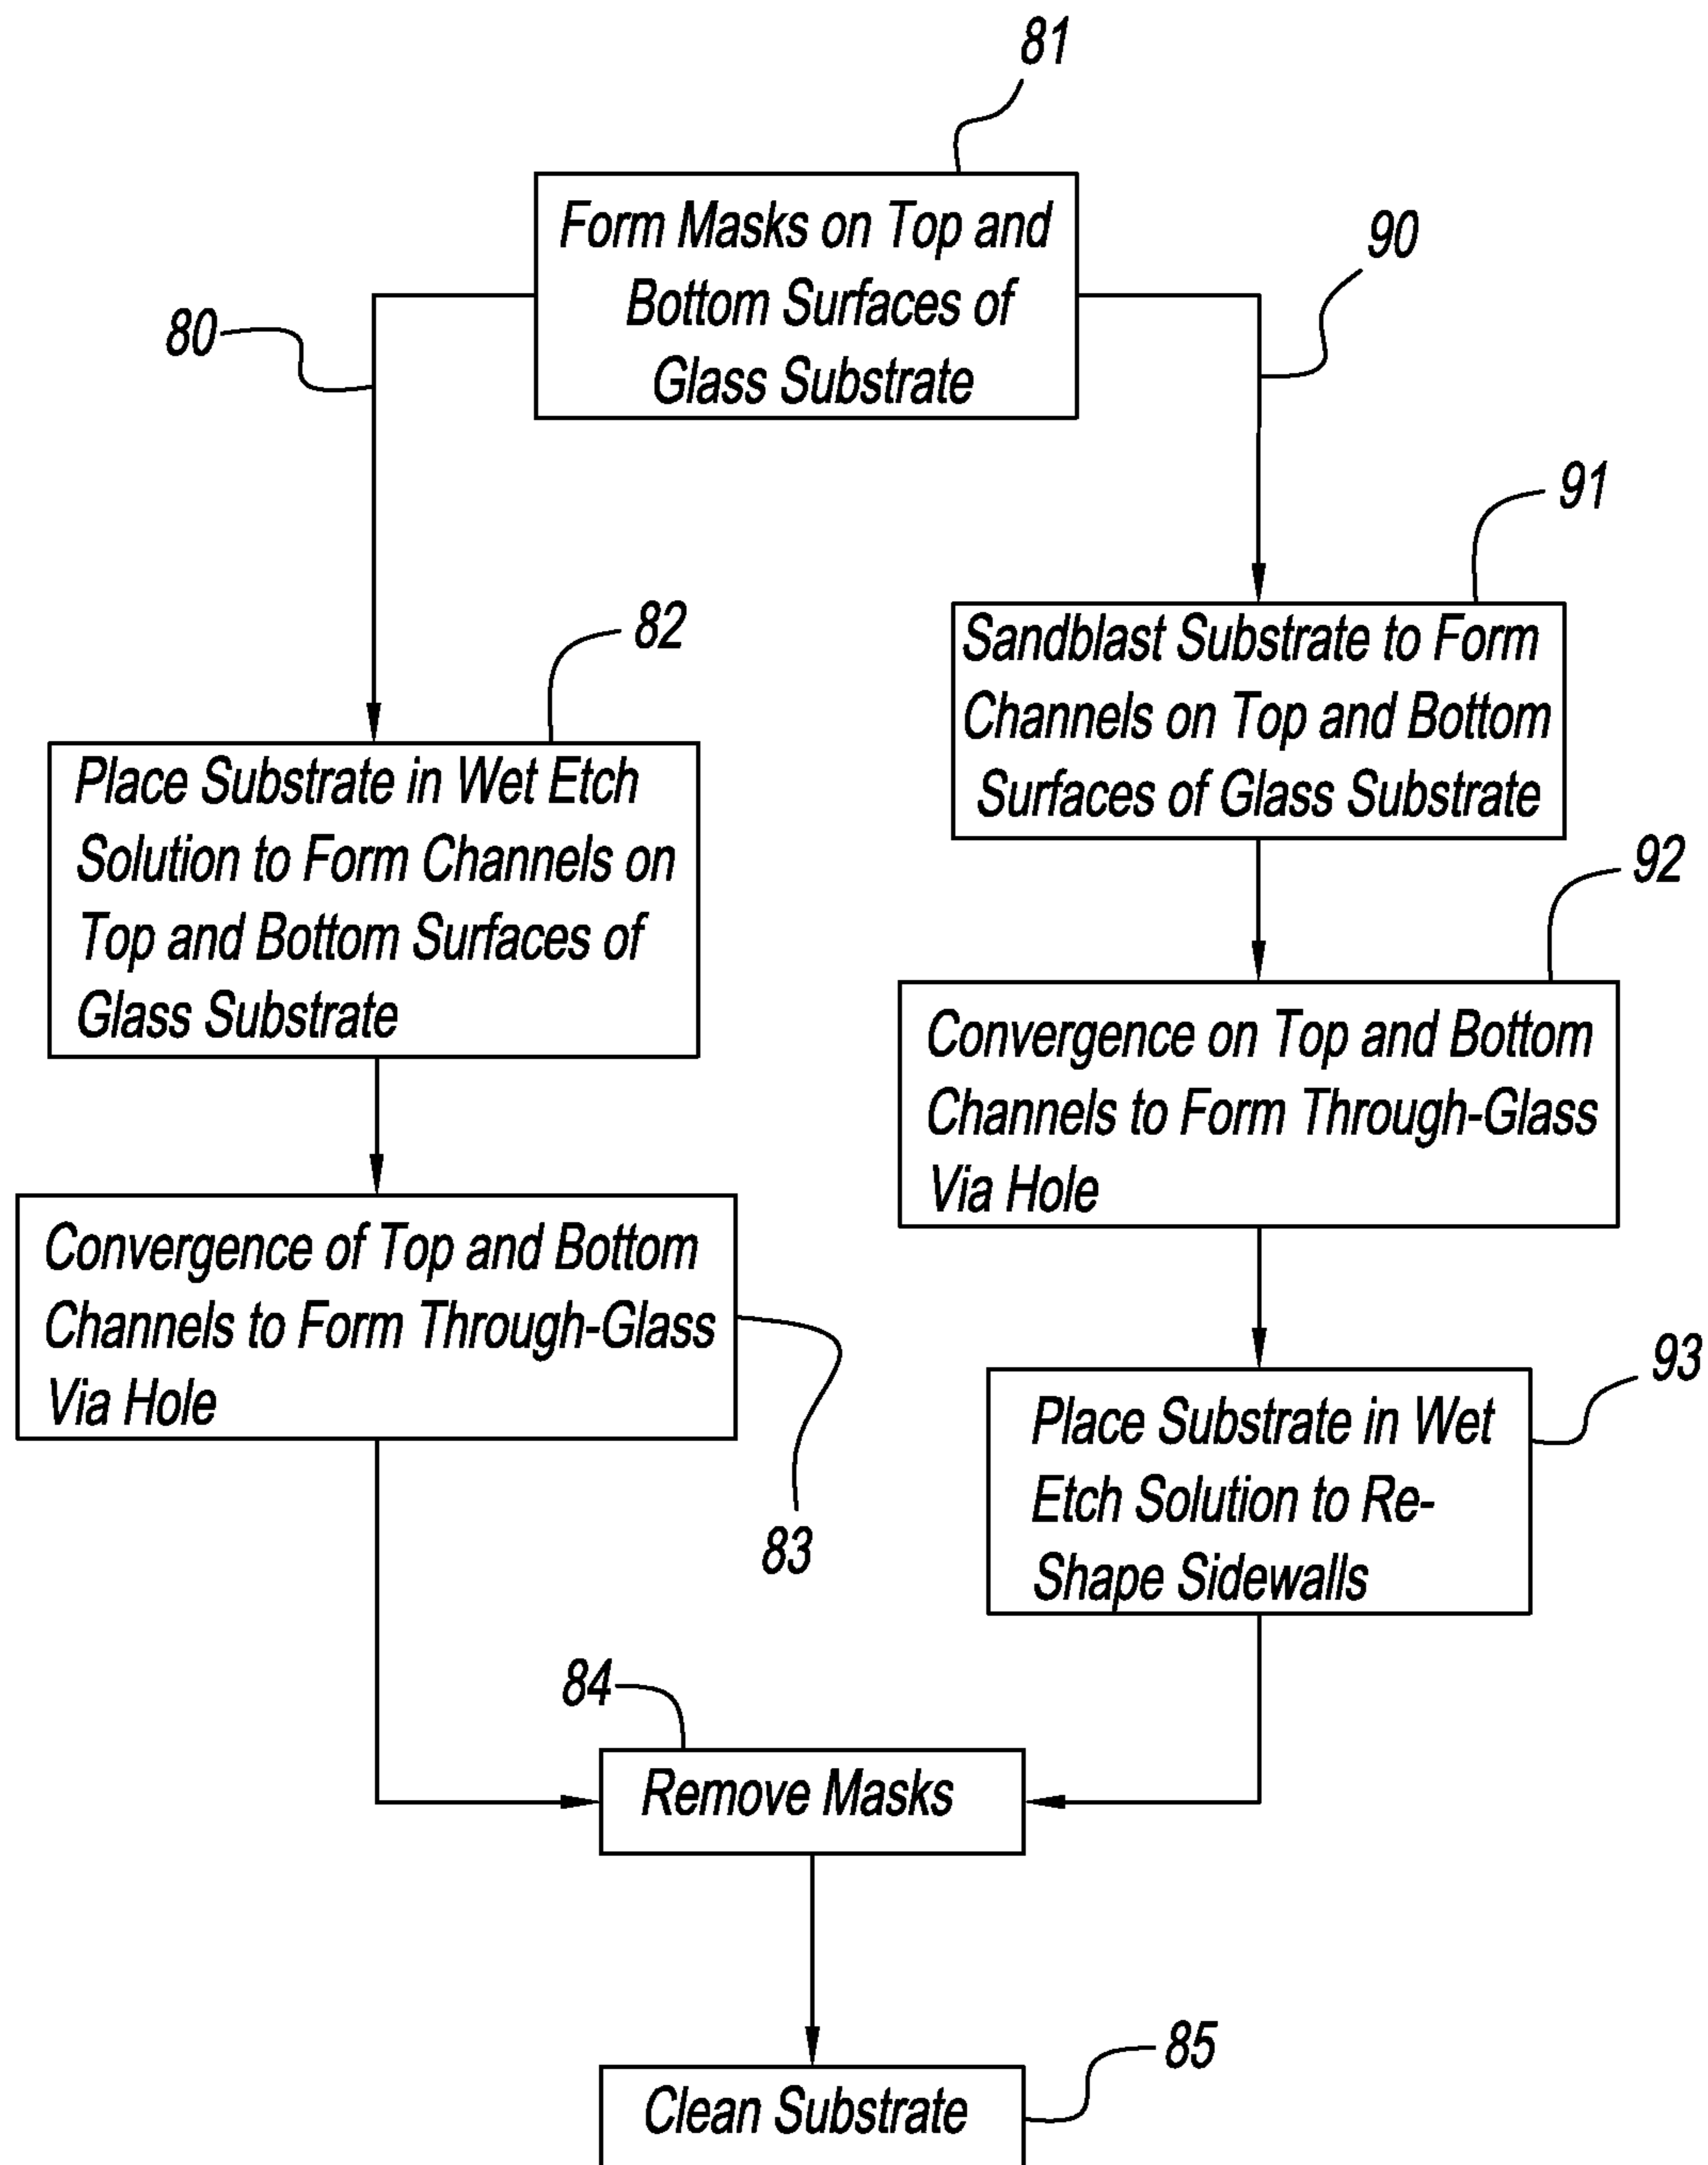 81
Form Masks on Top and
Bottom Surfaces of
Glass Substrate
80
90
82
Place Substrate in Wet Etch
Solution to Form Channels on
Top and Bottom Surfaces of
Glass Substrate
91
Sandblast Substrate to Form
Channels on Top and Bottom
Surfaces of Glass Substrate
92
Convergence on Top and Bottom
Channels to Form Through-Glass
Via Hole
Convergence of Top and Bottom
Channels to Form Through-Glass
Via Hole
83
93
Place Substrate in Wet
Etch Solution to Re-
Shape Sidewalls
84
Remove Masks
85
Clean Substrate